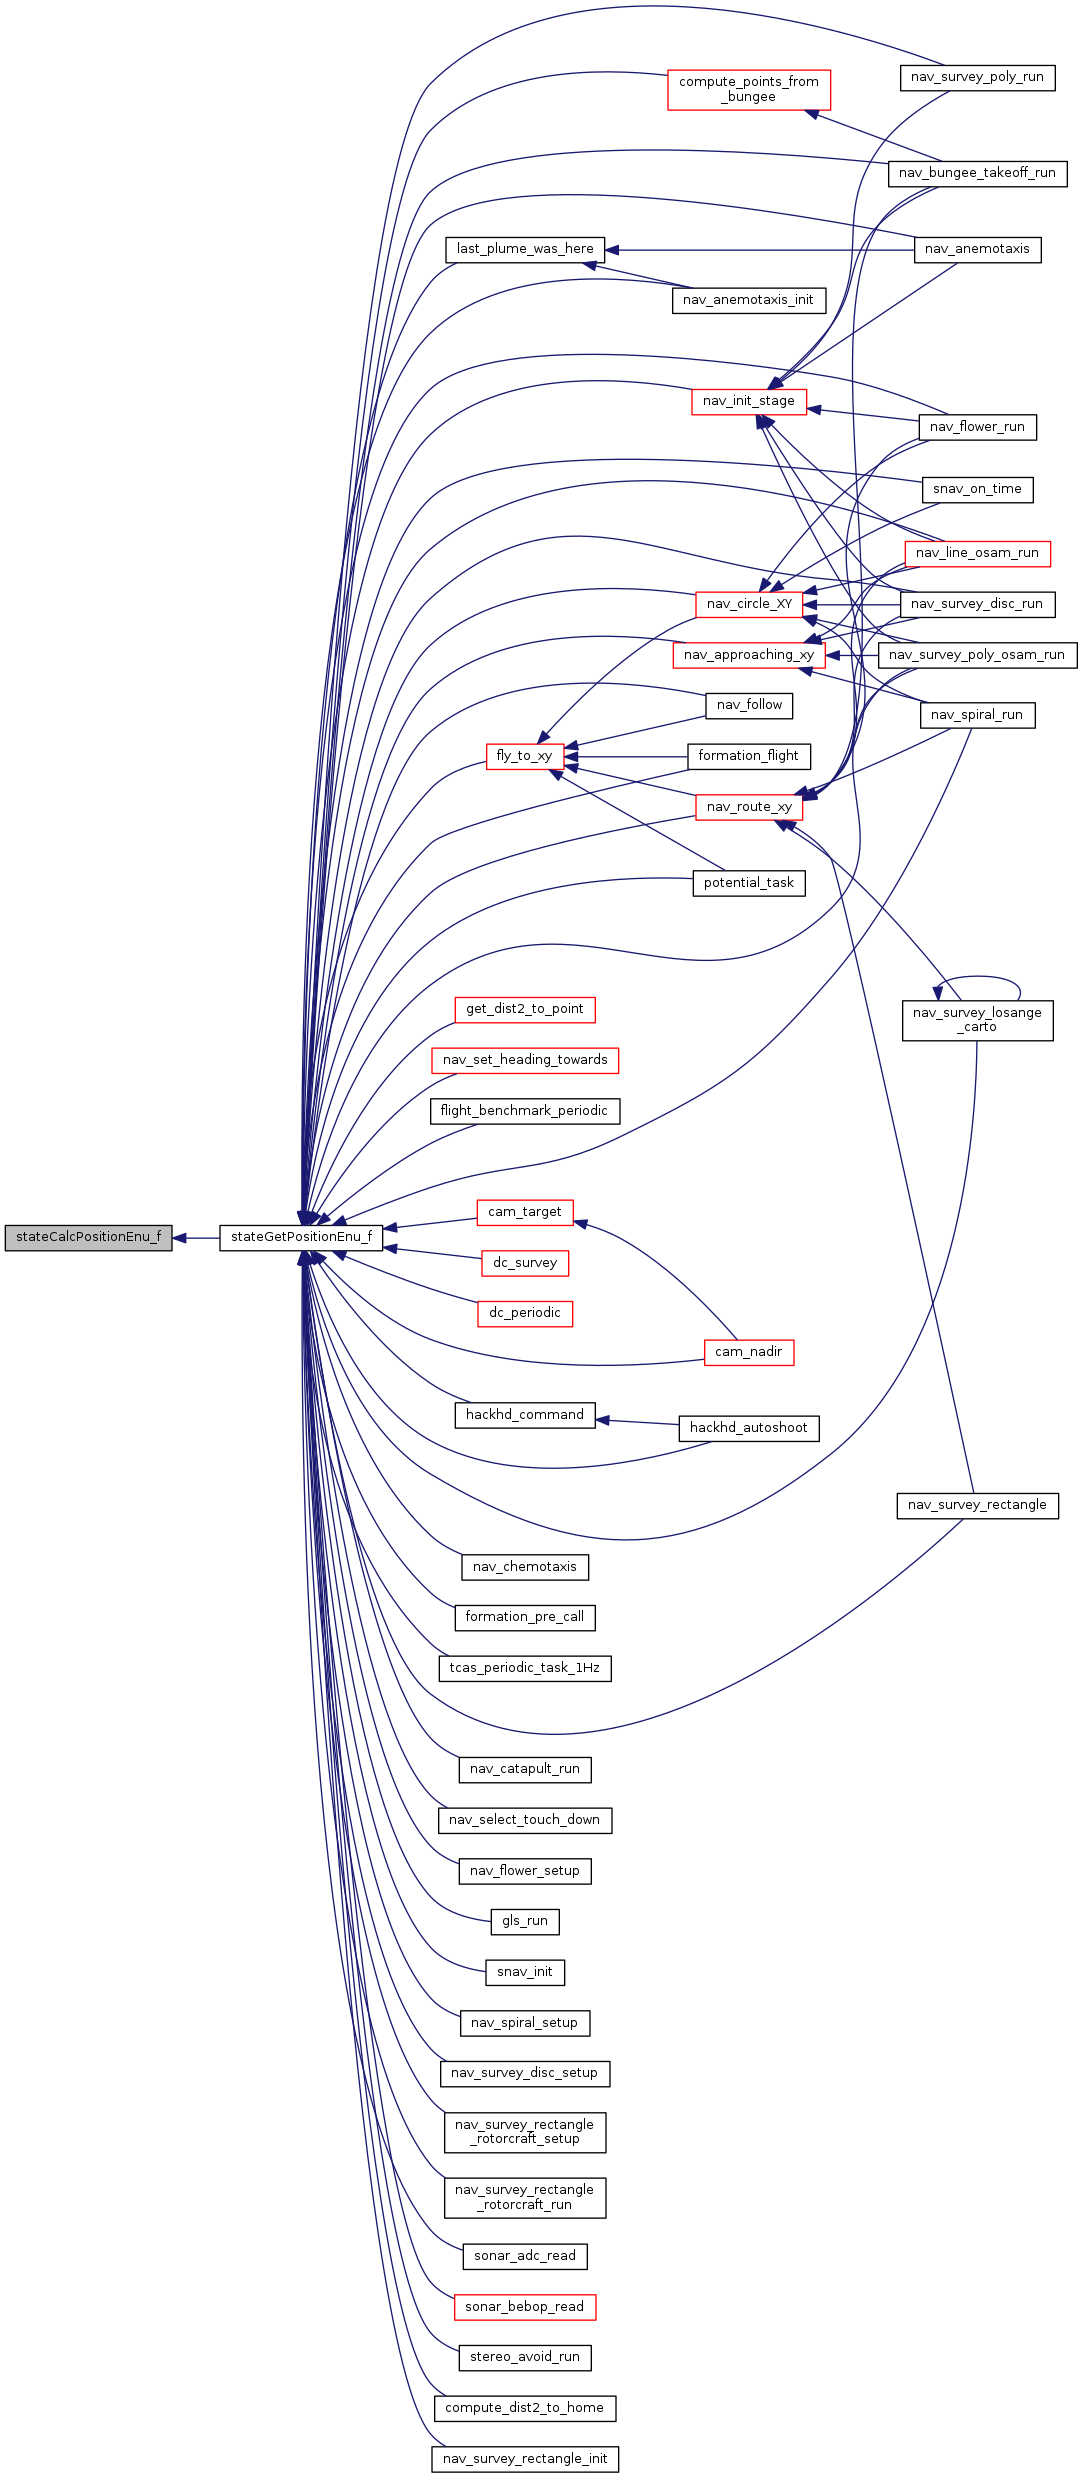 nav_survey_poly_run
compute_points_from
_bungee
nav_bungee_takeoff_run
last_plume_was_here
nav_anemotaxis
nav_anemotaxis_init
nav_init_stage
nav_flower_run
snav_on_time
nav_line_osam_run
nav_circle_XY
nav_survey_disc_run
nav_approaching_xy
nav_survey_poly_osam_run
nav_follow
nav_spiral_run
fly_to_xy
formation_flight
nav_route_xy
potential_task
get_dist2_to_point
nav_survey_losange
_carto
nav_set_heading_towards
flight_benchmark_periodic
cam_target
stateCalcPositionEnu_f
stateGetPositionEnu_f
dc_survey
dc_periodic
cam_nadir
hackhd_command
hackhd_autoshoot
nav_survey_rectangle
nav_chemotaxis
formation_pre_call
tcas_periodic_task_1Hz
nav_catapult_run
nav_select_touch_down
nav_flower_setup
gls_run
snav_init
nav_spiral_setup
nav_survey_disc_setup
nav_survey_rectangle
_rotorcraft_setup
nav_survey_rectangle
_rotorcraft_run
sonar_adc_read
sonar_bebop_read
stereo_avoid_run
compute_dist2_to_home
nav_survey_rectangle_init